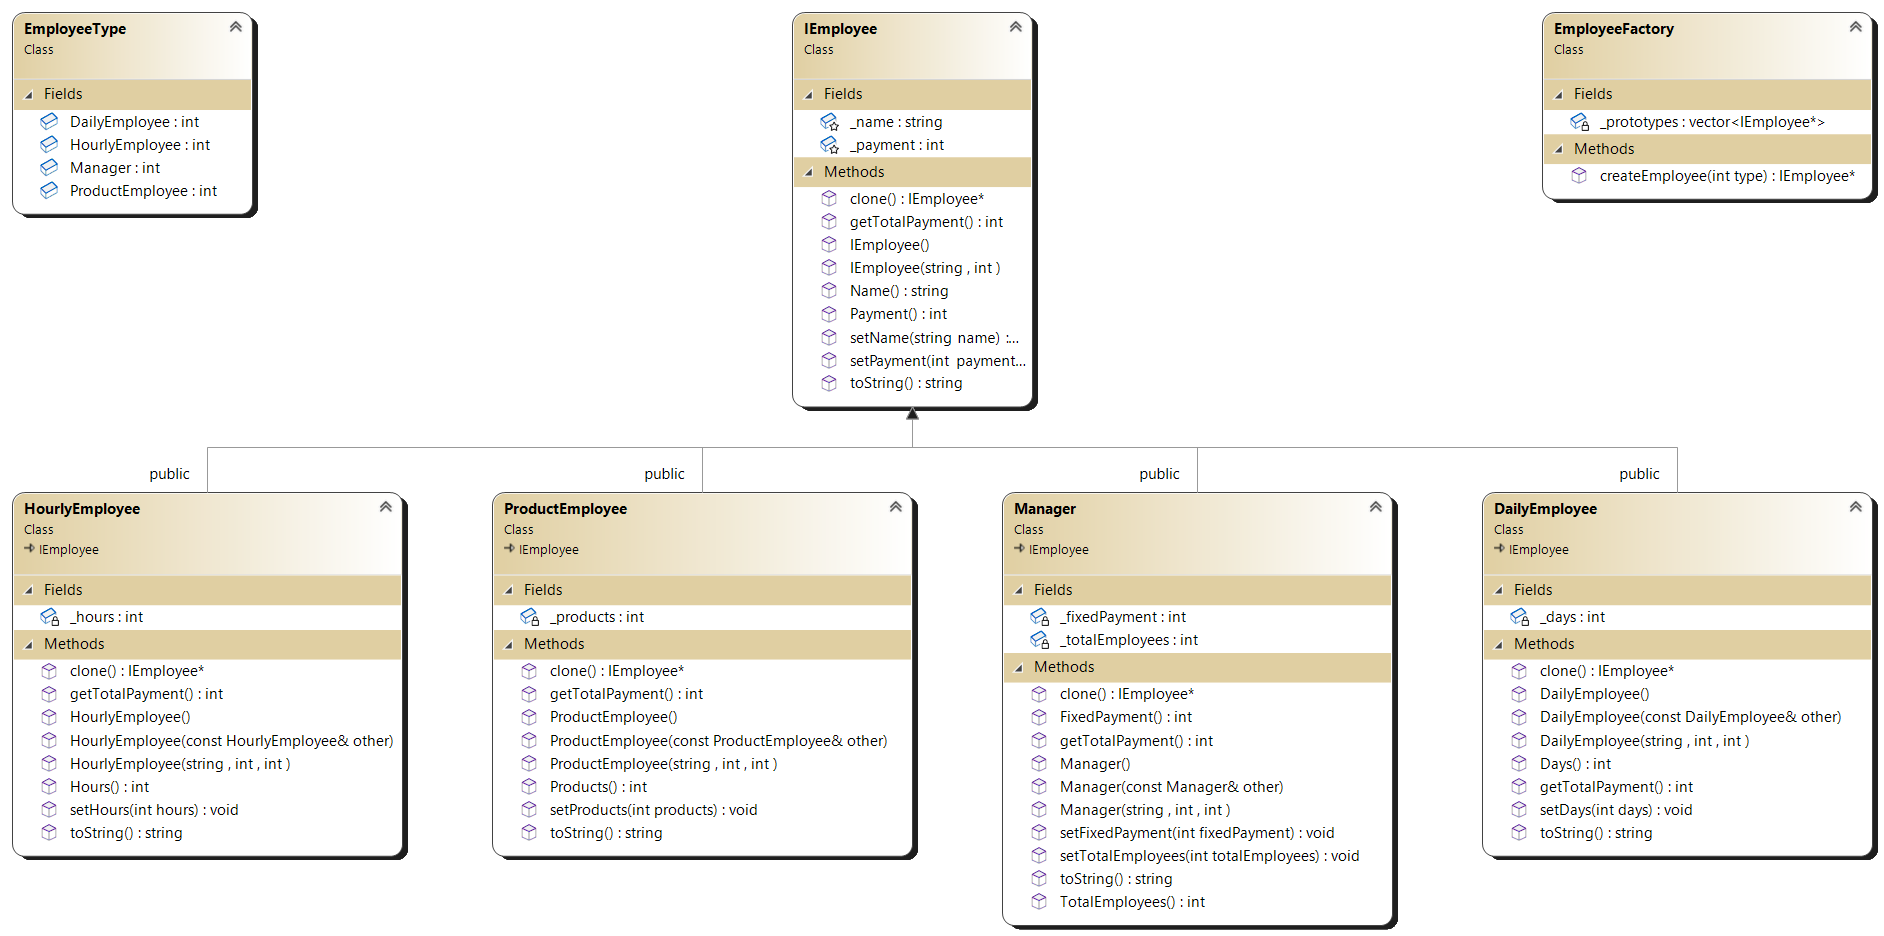 EmployeeType
Class
Fields
DailyEmployee : int
HourlyEmployee : int
Manager : int
ProductEmployee : int
IEmployee
Class
Fields
_name : string
_payment : int
Methods
clone() : IEmployee*
getTotalPayment() : int
IEmployee()
IEmployee(string , int )
Name() : string
Payment() : int
setName(string name) :...
setPayment(int payment...
toString() : string
EmployeeFactory
Class
Fields
_prototypes : vector<IEmployee*>
Methods
createEmployee(int type) : IEmployee*
public
public
public
public
HourlyEmployee
Class
IEmployee
Fields
_hours : int
Methods
clone() : IEmployee*
getTotalPayment() : int
HourlyEmployee()
HourlyEmployee(const HourlyEmployee& other)
HourlyEmployee(string , int , int )
Hours() : int
setHours(int hours) : void
toString() : string
ProductEmployee
Class
IEmployee
Fields
_products : int
Methods
clone() : IEmployee*
getTotalPayment() : int
ProductEmployee()
ProductEmployee(const ProductEmployee& other)
ProductEmployee(string , int , int )
Products() : int
setProducts(int products) : void
toString() : string
Manager
Class
IEmployee
Fields
_fixedPayment : int
_totalEmployees : int
Methods
clone() : IEmployee*
FixedPayment() : int
getTotalPayment() : int
Manager()
Manager(const Manager& other)
Manager(string , int , int )
setFixedPayment(int fixedPayment) : void
setTotalEmployees(int totalEmployees) : void
toString() : string
TotalEmployees() : int
DailyEmployee
Class
IEmployee
Fields
_days : int
Methods
clone() : IEmployee*
DailyEmployee()
DailyEmployee(const DailyEmployee& other)
DailyEmployee(string , int , int )
Days() : int
getTotalPayment() : int
setDays(int days) : void
toString() : string